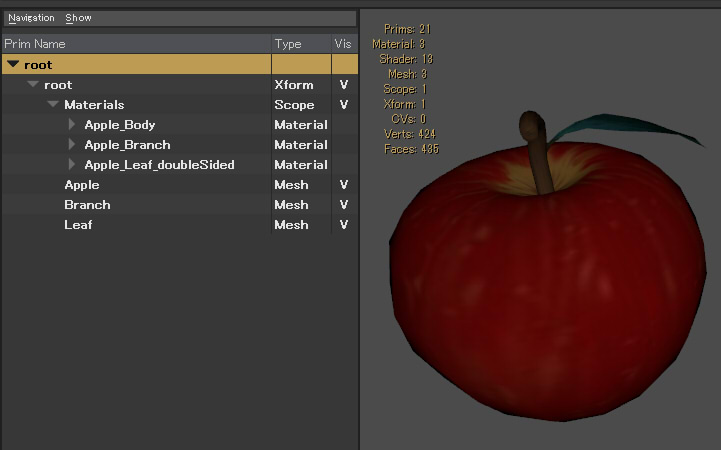 Navigation Show
Prim Name Type Vis
root
root Xform V
Materials Scope V
Apple_Body Material
Apple_Branch Material
Apple_Leaf_doubleSided Material
Apple Mesh V
Branch Mesh V
Leaf Mesh V
Prims: 21
Material: 3
Shader: 13
Mesh: 3
Scope: 1
Xform: 1
CVs: 0
Verts: 424
Faces: 435